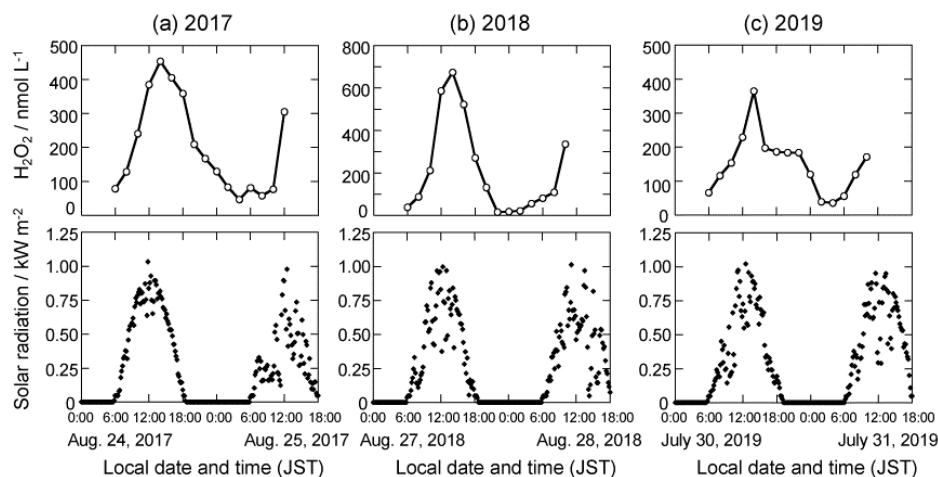 (a) 2017 (b) 2018 (c) 2019
H₂O₂ / nmol L⁻¹
500 800 500
400 600 400
300 400 300
200 200 200
100 100
0 0 0
Solar radiation / kW m⁻²
1.25 1.25 1.25
1.00 1.00 1.00
0.75 0.75 0.75
0.50 0.50 0.50
0.25 0.25 0.25
0 0 0
0:00 6:00 12:00 18:00 0:00 6:00 12:00 18:00 0:00 6:00 12:00 18:00 0:00 6:00 12:00 18:00 0:00 6:00 12:00 18:00 0:00 6:00 12:00 18:00
Aug. 24, 2017 Aug. 25, 2017 Aug. 27, 2018 Aug. 28, 2018 July 30, 2019 July 31, 2019
Local date and time (JST) Local date and time (JST) Local date and time (JST)